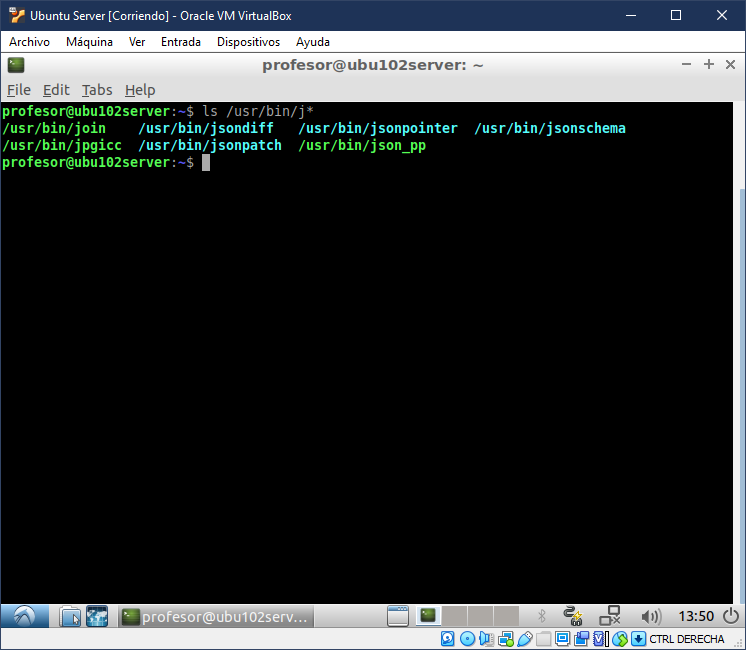 Ubuntu Server [Corriendo] - Oracle VM VirtualBox
Archivo Máquina Ver Entrada Dispositivos Ayuda
profesor@ubu102server: ~
File Edit Tabs Help
profesor@ubu102server:~$ ls /usr/bin/j*
/usr/bin/join /usr/bin/jsondiff /usr/bin/jsonpointer /usr/bin/jsonschema
/usr/bin/jpgicc /usr/bin/jsonpatch /usr/bin/json_pp
profesor@ubu102server:~$
profesor@ubu102serv... 13:50
CTRL DERECHA